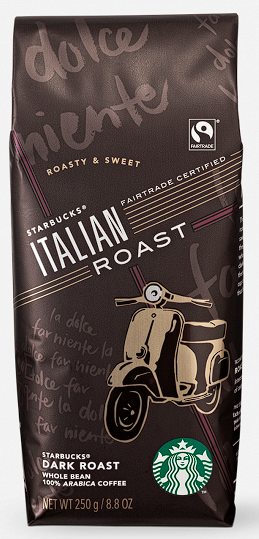 dolce
niente
FAIRTRADE
ROASTY & SWEET
FAIRTRADE CERTIFIED
STARBUCKS®
ITALIAN
ROAST
la dolce
far niente la
dolce far niente
dolce far
niente
dolce
STARBUCKS®
DARK ROAST
WHOLE BEAN
100% ARABICA COFFEE
NET WT 250 g / 8.8 OZ